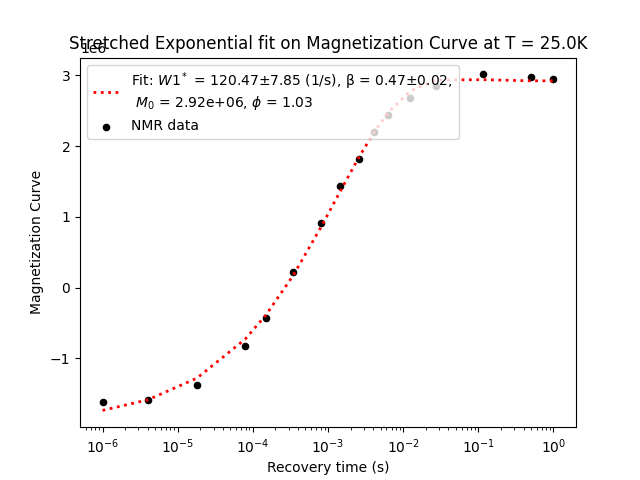 Stretched Exponential fit on Magnetization Curve at T = 25.0K
1e6
Fit: W1* = 120.47±7.85 (1/s), β = 0.47±0.02,
M₀ = 2.92e+06, ϕ = 1.03
NMR data
3
2
1
0
−1
Magnetization Curve
10⁻⁶ 10⁻⁵ 10⁻⁴ 10⁻³ 10⁻² 10⁻¹ 10⁰
Recovery time (s)